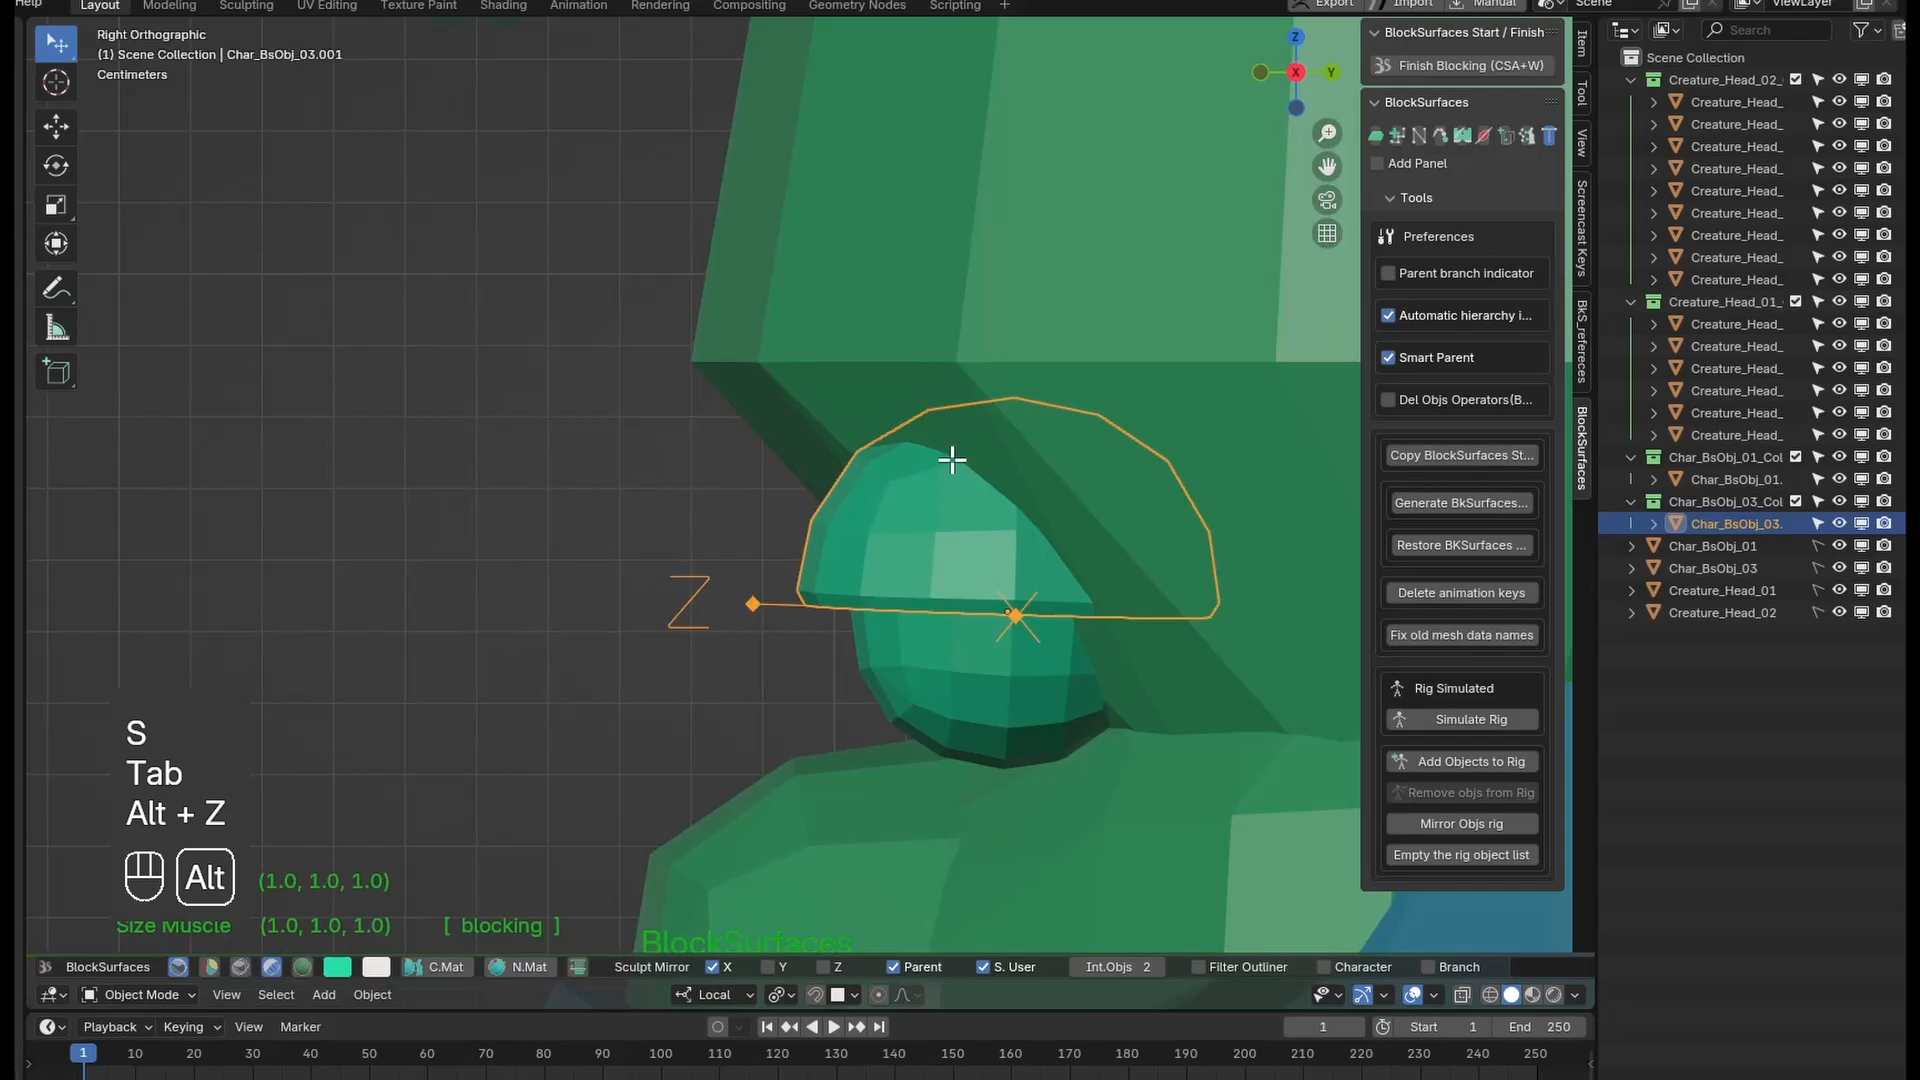 Help Layout Modeling Sculpting UV Editing Texture Paint Shading Animation Rendering Compositing Geometry Nodes Scripting + Export Import Manual Scene ViewLayer
Right Orthographic
(1) Scene Collection | Char_BsObj_03.001
Centimeters
Z
X
Y
Z
S
Tab
Alt + Z
Alt (1.0, 1.0, 1.0)
Size Muscle (1.0, 1.0, 1.0) [ blocking ]
BlockSurfaces
BlockSurfaces Start / Finish
Finish Blocking (CSA+W)
BlockSurfaces
Add Panel
Tools
Preferences
Parent branch indicator
Automatic hierarchy i...
Smart Parent
Del Objs Operators(B...
Copy BlockSurfaces St...
Generate BkSurfaces...
Restore BKSurfaces ...
Delete animation keys
Fix old mesh data names
Rig Simulated
Simulate Rig
Add Objects to Rig
Remove objs from Rig
Mirror Objs rig
Empty the rig object list
Item
Tool
View
Screencast Keys
BkS_refereces
BlockSurfaces
Search
Scene Collection
Creature_Head_02_
Creature_Head_
Creature_Head_
Creature_Head_
Creature_Head_
Creature_Head_
Creature_Head_
Creature_Head_
Creature_Head_
Creature_Head_
Creature_Head_01_
Creature_Head_
Creature_Head_
Creature_Head_
Creature_Head_
Creature_Head_
Creature_Head_
Char_BsObj_01_Col
Char_BsObj_01.
Char_BsObj_03_Col
Char_BsObj_03.
Char_BsObj_01
Char_BsObj_03
Creature_Head_01
Creature_Head_02
BlockSurfaces C.Mat N.Mat Sculpt Mirror X Y Z Parent S. User Int.Objs 2 Filter Outliner Character Branch
Object Mode View Select Add Object Local
Playback Keying View Marker 1 Start 1 End 250
1 10 20 30 40 50 60 70 80 90 100 110 120 130 140 150 160 170 180 190 200 210 220 230 240 250